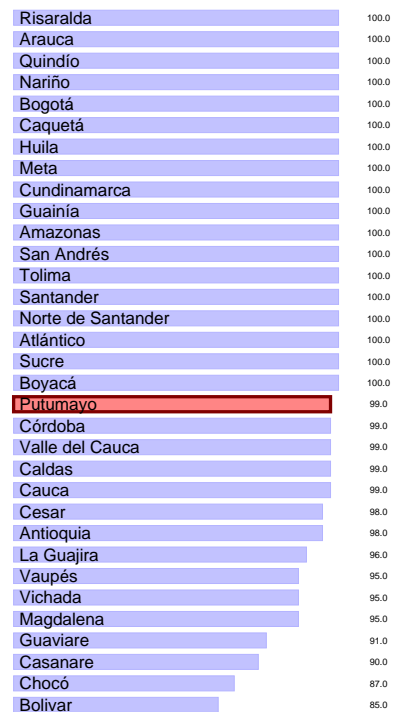 Risaralda 100.0
Arauca 100.0
Quindío 100.0
Nariño 100.0
Bogotá 100.0
Caquetá 100.0
Huila 100.0
Meta 100.0
Cundinamarca 100.0
Guainía 100.0
Amazonas 100.0
San Andrés 100.0
Tolima 100.0
Santander 100.0
Norte de Santander 100.0
Atlántico 100.0
Sucre 100.0
Boyacá 100.0
Putumayo 99.0
Córdoba 99.0
Valle del Cauca 99.0
Caldas 99.0
Cauca 99.0
Cesar 98.0
Antioquia 98.0
La Guajira 96.0
Vaupés 95.0
Vichada 95.0
Magdalena 95.0
Guaviare 91.0
Casanare 90.0
Chocó 87.0
Bolivar 85.0